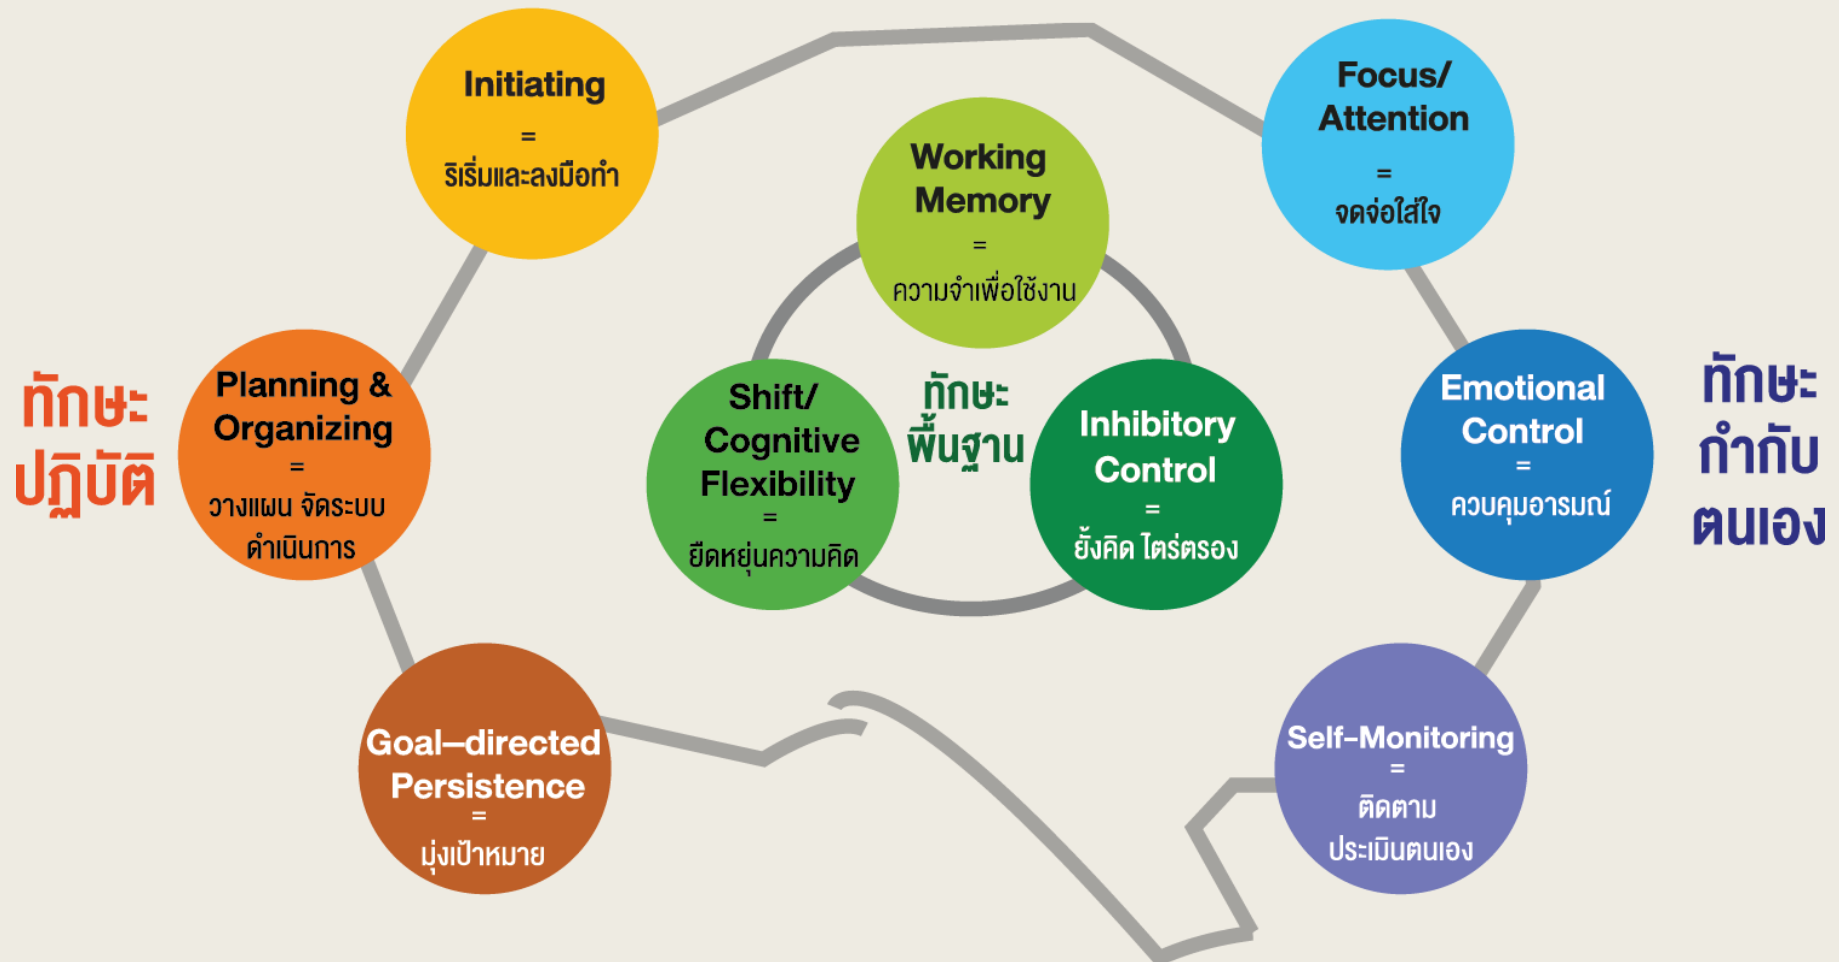 Initiating
=
ริเริ่มและลงมือทำ
Focus/
Attention
=
จดจ่อใส่ใจ
Working
Memory
=
ความจำเพื่อใช้งาน
ทักษะ
ปฏิบัติ
Planning &
Organizing
=
วางแผน จัดระบบ
ดำเนินการ
Shift/
Cognitive
Flexibility
=
ยืดหยุ่นความคิด
ทักษะ
พื้นฐาน
Inhibitory
Control
=
ยั้งคิด ไตร่ตรอง
Emotional
Control
=
ควบคุมอารมณ์
ทักษะ
กำกับ
ตนเอง
Goal–directed
Persistence
=
มุ่งเป้าหมาย
Self-Monitoring
=
ติดตาม
ประเมินตนเอง